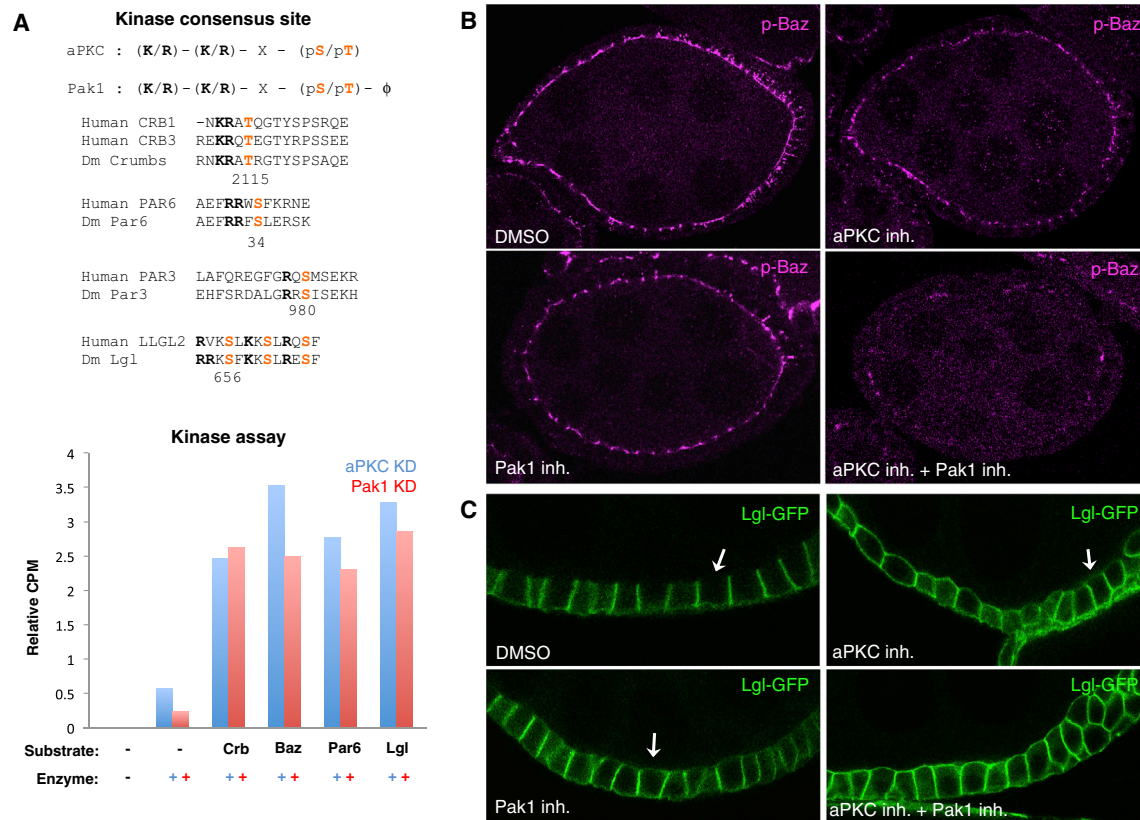 A
Kinase consensus site
aPKC : (K/R)-(K/R)- X - (pS/pT)
Pak1 : (K/R)-(K/R)- X - (pS/pT)- ϕ
Human CRB1 -NKRATQGTYSPSRQE
Human CRB3 REKRQTEGTYRPSSEE
Dm Crumbs RNKRATRGTYSPSAQE
2115
Human PAR6 AEFRRWSFKRNE
Dm Par6 AEFRRFSLERSK
34
Human PAR3 LAFQREGFGRQSMSEKR
Dm Par3 EHFSRDALGRRSISEKH
980
Human LLGL2 RVKSLKKSLRQSF
Dm Lgl RRKSFKKSLRESF
656
Kinase assay
4
3.5
3
2.5
2
1.5
1
0.5
0
Relative CPM
aPKC KD
Pak1 KD
Substrate: - - Crb Baz Par6 Lgl
Enzyme: - + + + + + + + + + +
B
p-Baz
DMSO
p-Baz
aPKC inh.
p-Baz
Pak1 inh.
p-Baz
aPKC inh. + Pak1 inh.
C
Lgl-GFP
DMSO
Lgl-GFP
aPKC inh.
Lgl-GFP
Pak1 inh.
Lgl-GFP
aPKC inh. + Pak1 inh.